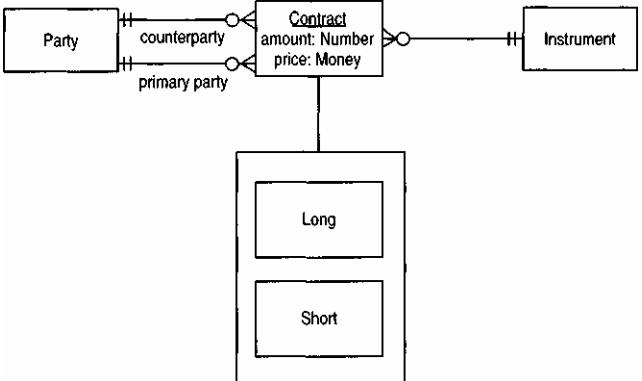 Party
counterparty
primary party
Contract
amount: Number
price: Money
Instrument
Long
Short